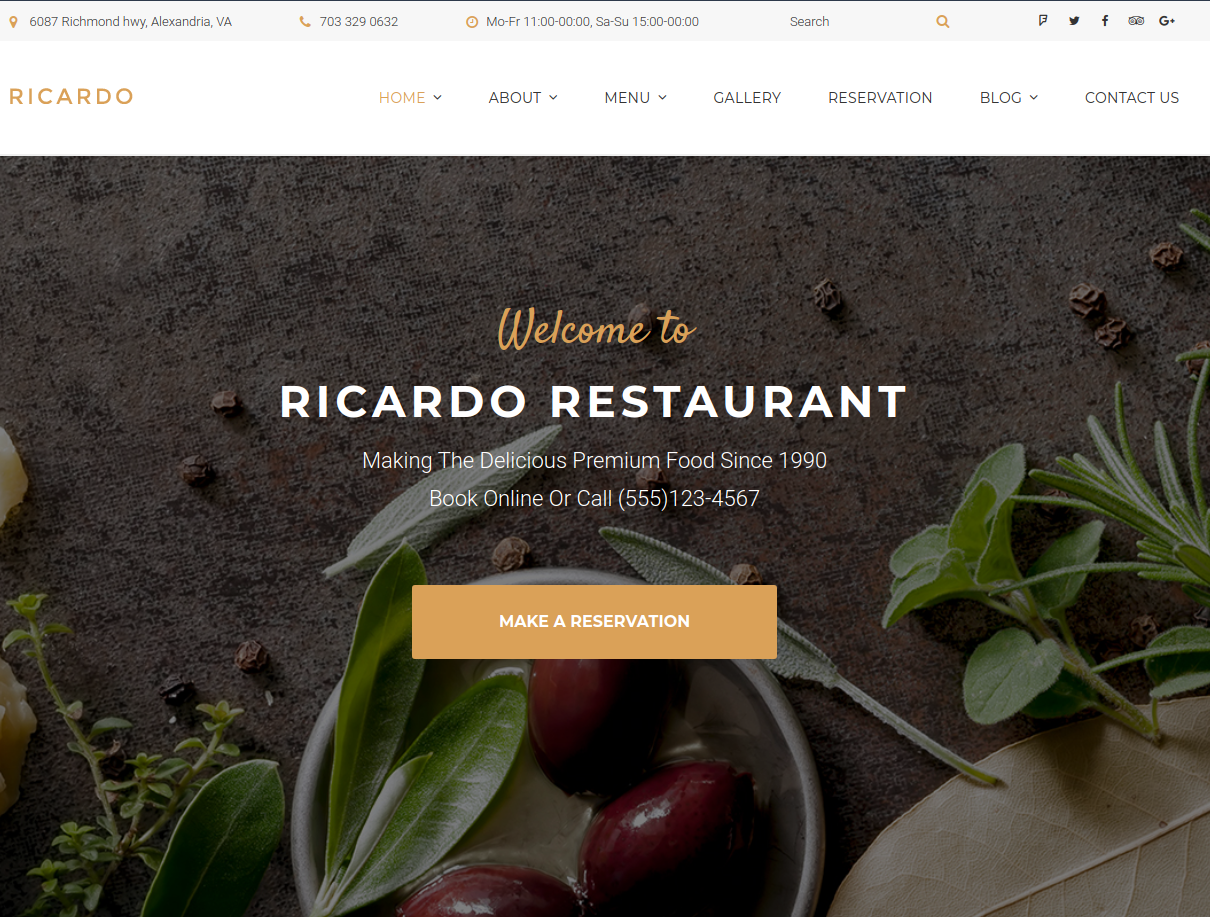 6087 Richmond hwy, Alexandria, VA
703 329 0632
Mo-Fr 11:00-00:00, Sa-Su 15:00-00:00
Search
RICARDO
HOME
ABOUT
MENU
GALLERY
RESERVATION
BLOG
CONTACT US
Welcome to
RICARDO RESTAURANT
Making The Delicious Premium Food Since 1990
Book Online Or Call (555)123-4567
MAKE A RESERVATION